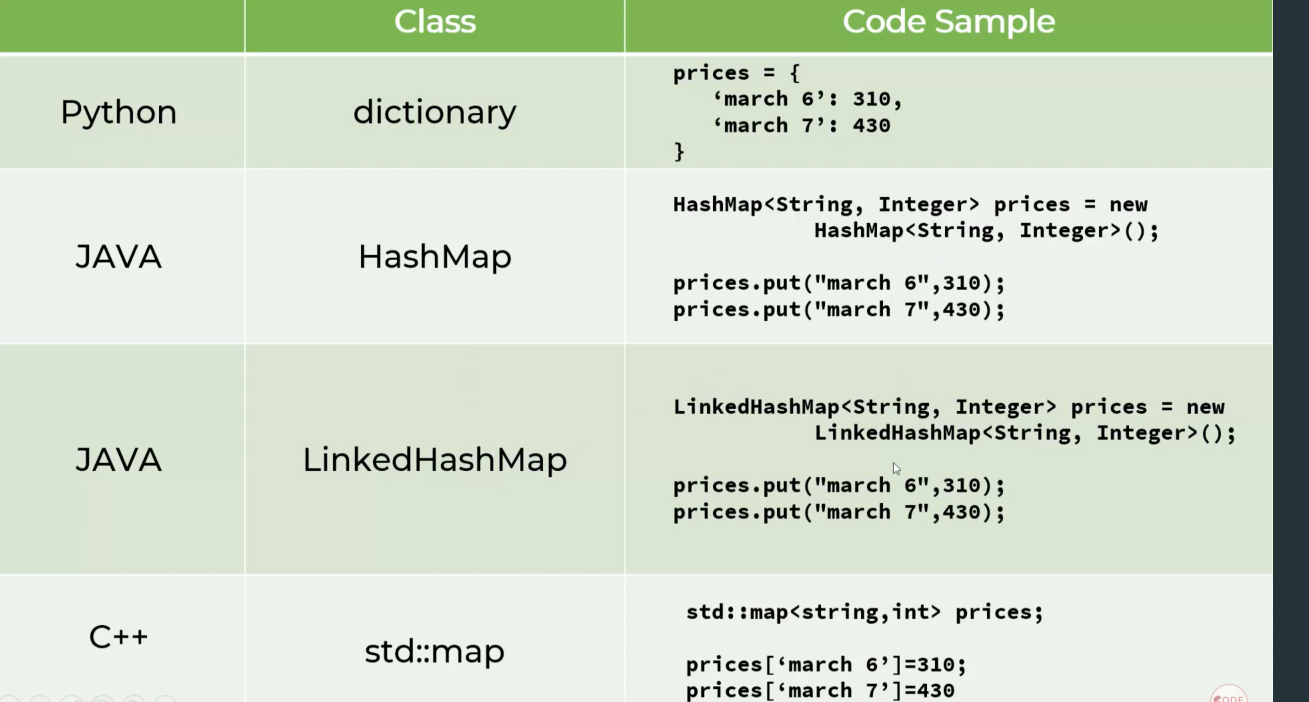 Class
Code Sample
Python
dictionary
prices = {
‘march 6’: 310,
‘march 7’: 430
}
JAVA
HashMap
HashMap<String, Integer> prices = new
HashMap<String, Integer>();
prices.put("march 6",310);
prices.put("march 7",430);
JAVA
LinkedHashMap
LinkedHashMap<String, Integer> prices = new
LinkedHashMap<String, Integer>();
prices.put("march 6",310);
prices.put("march 7",430);
C++
std::map
std::map<string,int> prices;
prices[‘march 6’]=310;
prices[‘march 7’]=430
CODE